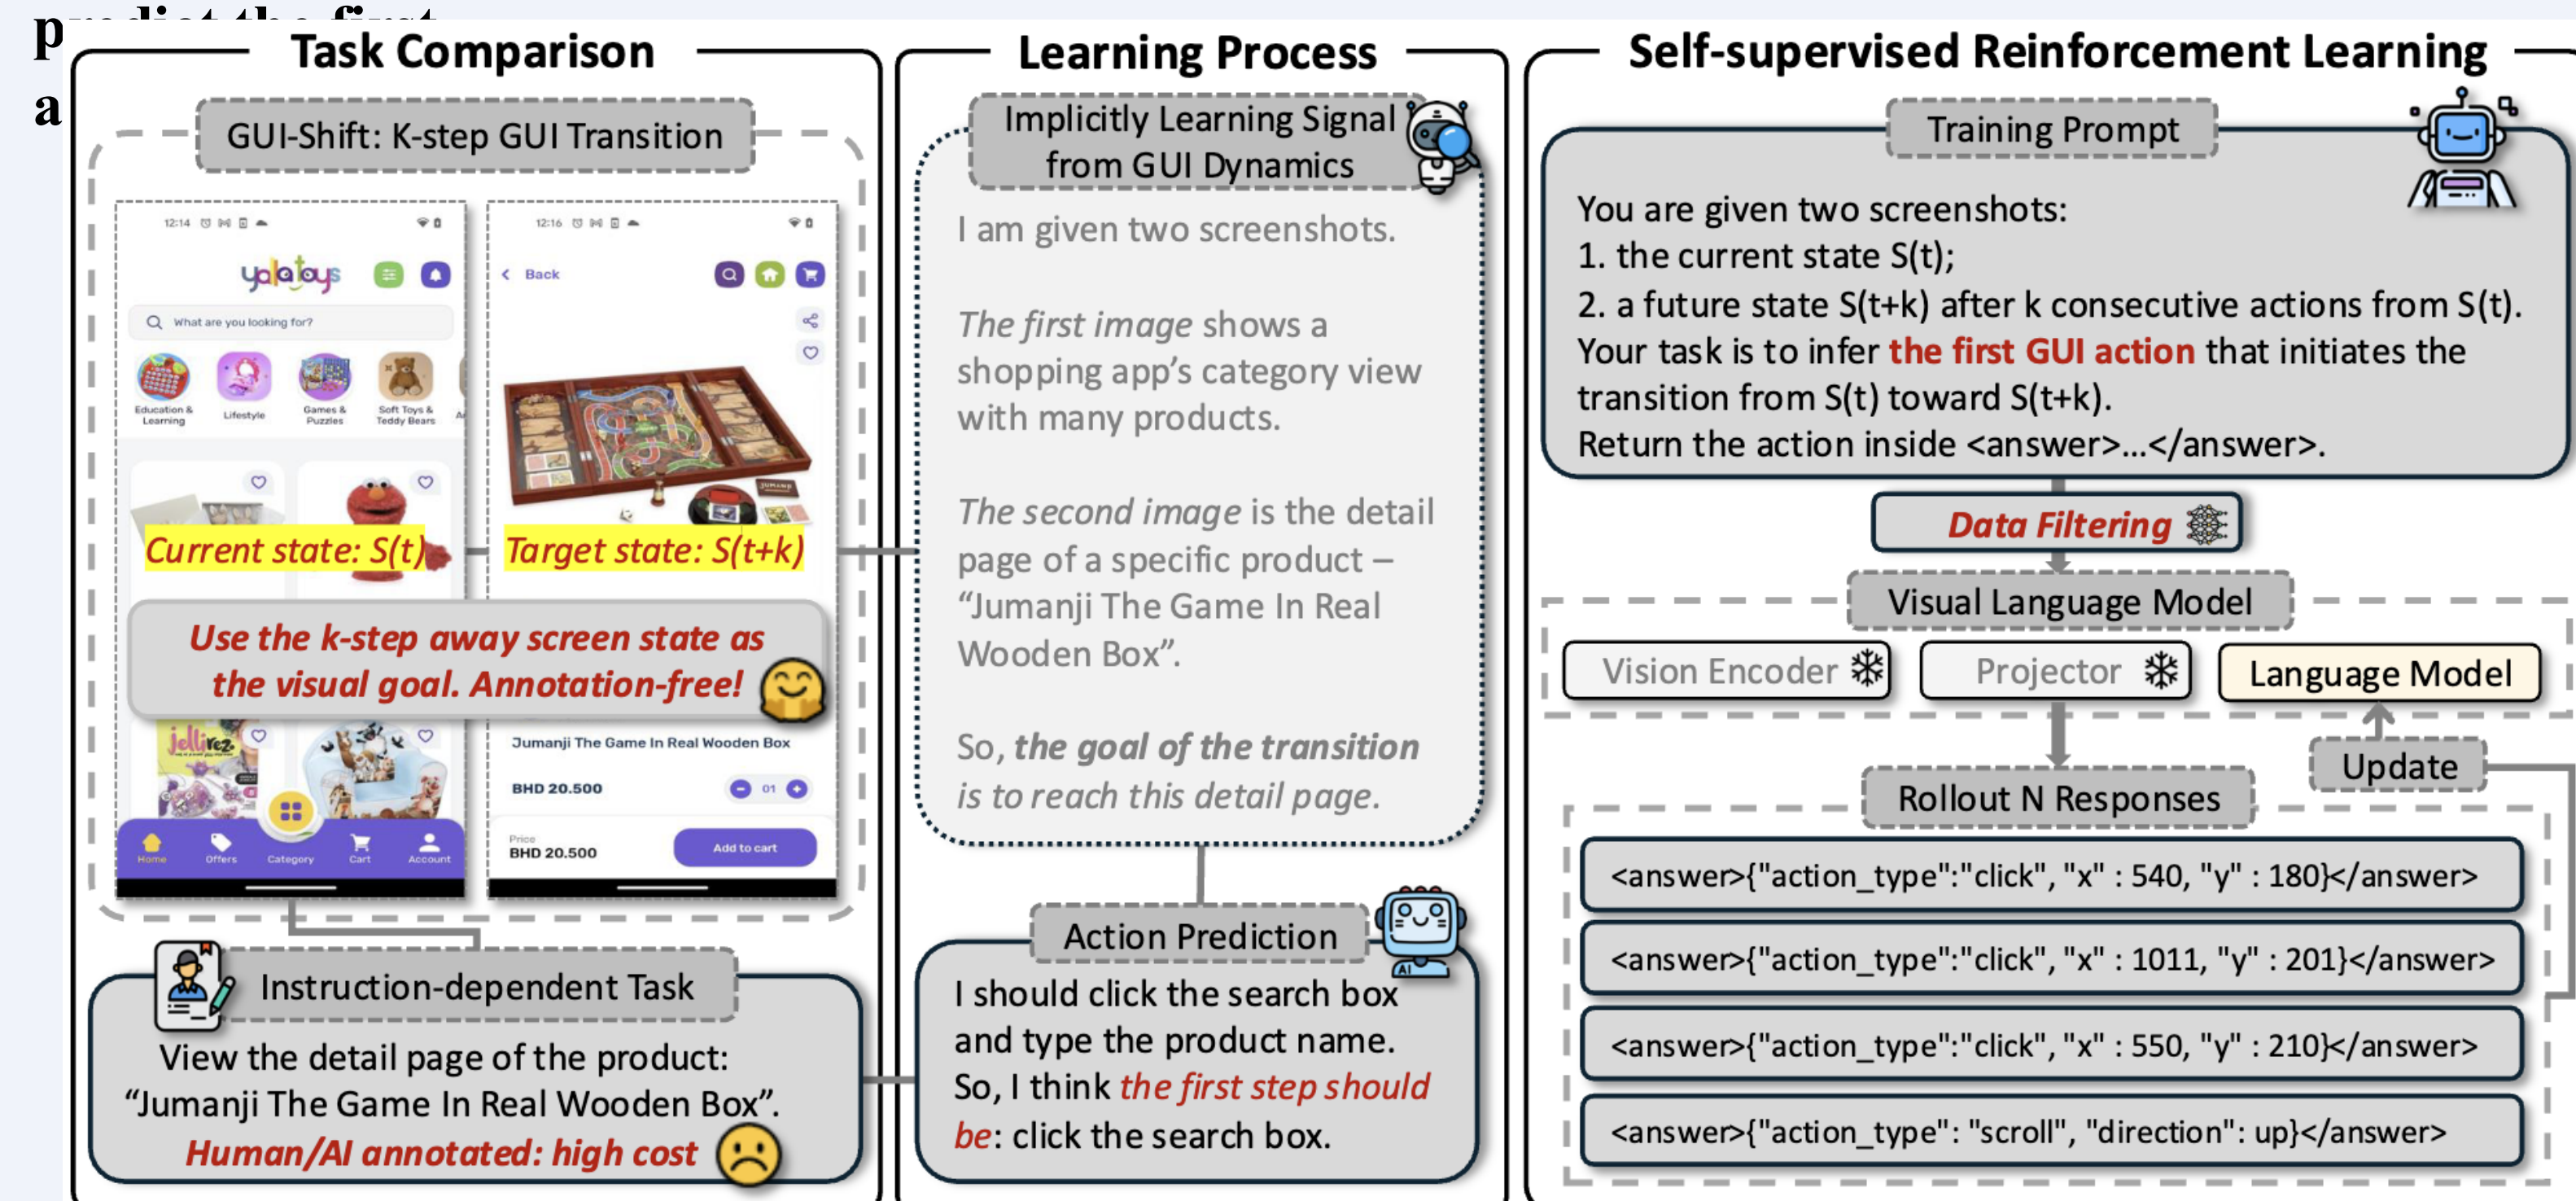 predict the first
a
Task Comparison
GUI-Shift: K-step GUI Transition
12:14
yalatoys
What are you looking for?
Education &
Learning
Lifestyle
Games &
Puzzles
Soft Toys &
Teddy Bears
Current state: S(t)
jellirez
Home
Offers
Category
Cart
Account
12:16
Back
JUMANJI
Target state: S(t+k)
Use the k-step away screen state as
the visual goal. Annotation-free!
Jumanji The Game In Real Wooden Box
BHD 20.500
01
Price
BHD 20.500
Add to cart
Instruction-dependent Task
View the detail page of the product:
“Jumanji The Game In Real Wooden Box”.
Human/AI annotated: high cost
Learning Process
Implicitly Learning Signal
from GUI Dynamics
I am given two screenshots.
The first image shows a
shopping app’s category view
with many products.
The second image is the detail
page of a specific product –
“Jumanji The Game In Real
Wooden Box”.
So, the goal of the transition
is to reach this detail page.
Action Prediction
AI
I should click the search box
and type the product name.
So, I think the first step should
be: click the search box.
Self-supervised Reinforcement Learning
Training Prompt
You are given two screenshots:
1. the current state S(t);
2. a future state S(t+k) after k consecutive actions from S(t).
Your task is to infer the first GUI action that initiates the
transition from S(t) toward S(t+k).
Return the action inside <answer>...</answer>.
Data Filtering
Visual Language Model
Vision Encoder
Projector
Language Model
Update
Rollout N Responses
<answer>{"action_type":"click", "x" : 540, "y" : 180}</answer>
<answer>{"action_type":"click", "x" : 1011, "y" : 201}</answer>
<answer>{"action_type":"click", "x" : 550, "y" : 210}</answer>
<answer>{"action_type": "scroll", "direction": up}</answer>